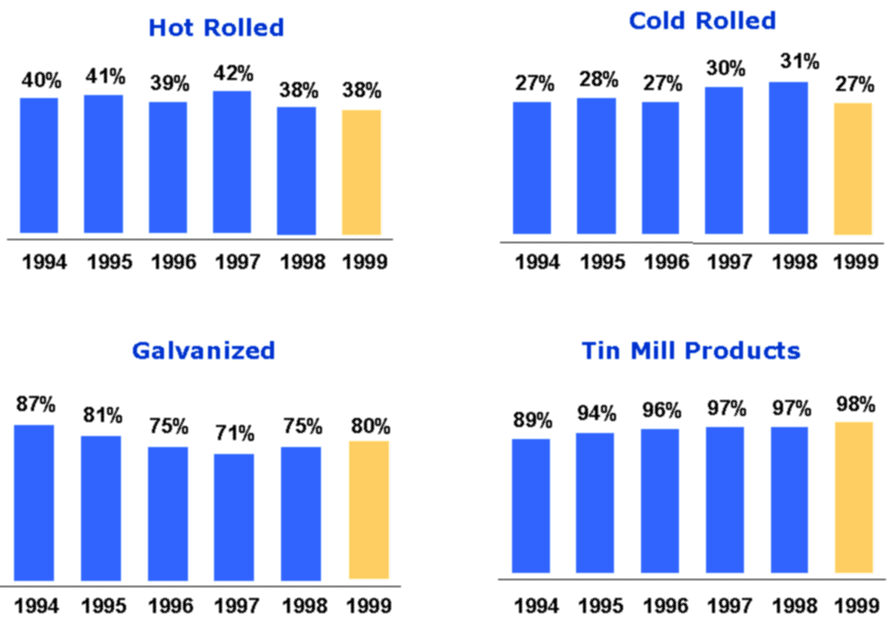 Hot Rolled
40% 41% 39% 42% 38% 38%
1994 1995 1996 1997 1998 1999
Cold Rolled
27% 28% 27% 30% 31% 27%
1994 1995 1996 1997 1998 1999
Galvanized
87% 81% 75% 71% 75% 80%
1994 1995 1996 1997 1998 1999
Tin Mill Products
89% 94% 96% 97% 97% 98%
1994 1995 1996 1997 1998 1999